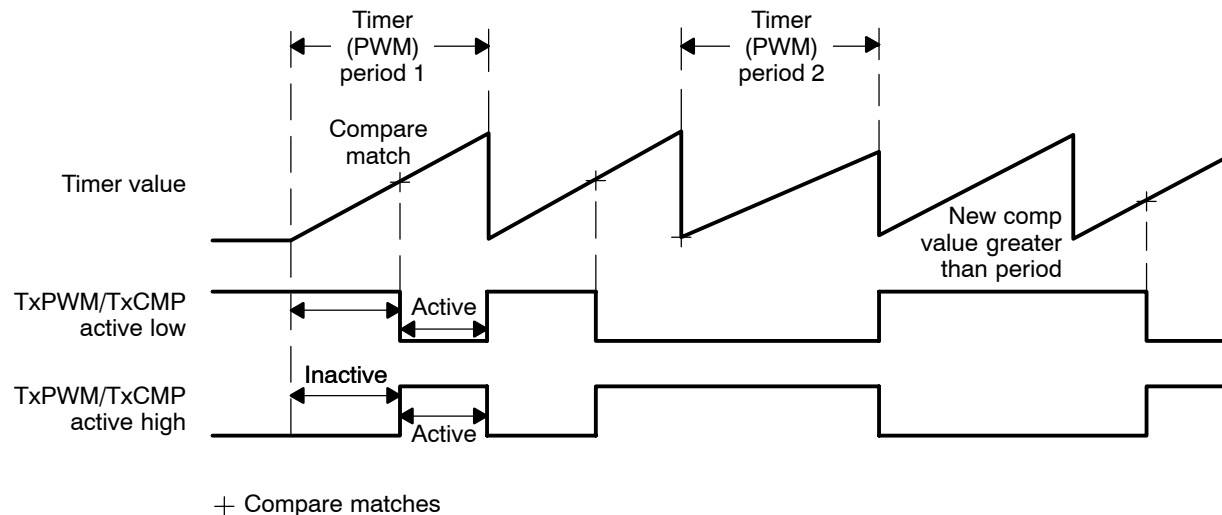 Timer
(PWM)
period 1
Timer
(PWM)
period 2
Compare
match
Timer value
New comp
value greater
than period
TxPWM/TxCMP
active low
Active
Inactive
TxPWM/TxCMP
active high
Active
+ Compare matches